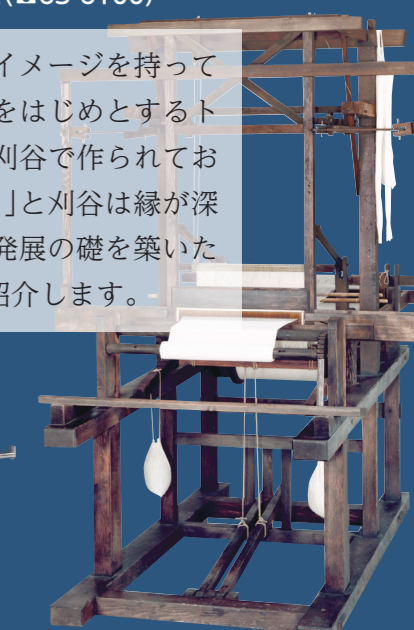 (☎63-6100)
イメージを持って
をはじめとするト
刈谷で作られてお
」と刈谷は縁が深
発展の礎を築いた
紹介します。